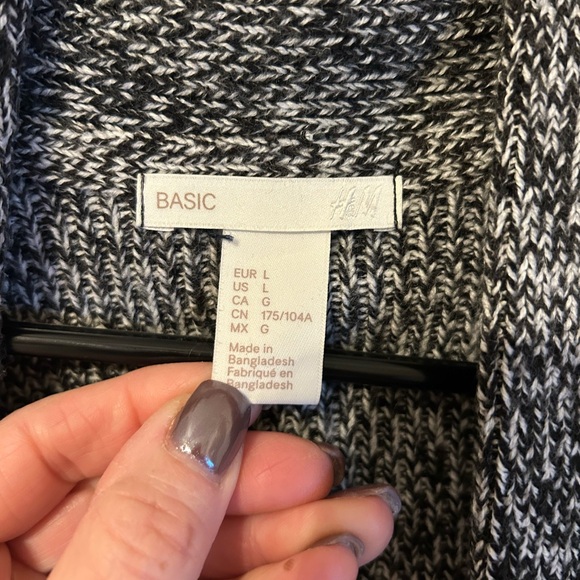 BASIC H&M
EUR L
US L
CA G
CN 175/104A
MX G
Made in
Bangladesh
Fabriqué en
Bangladesh